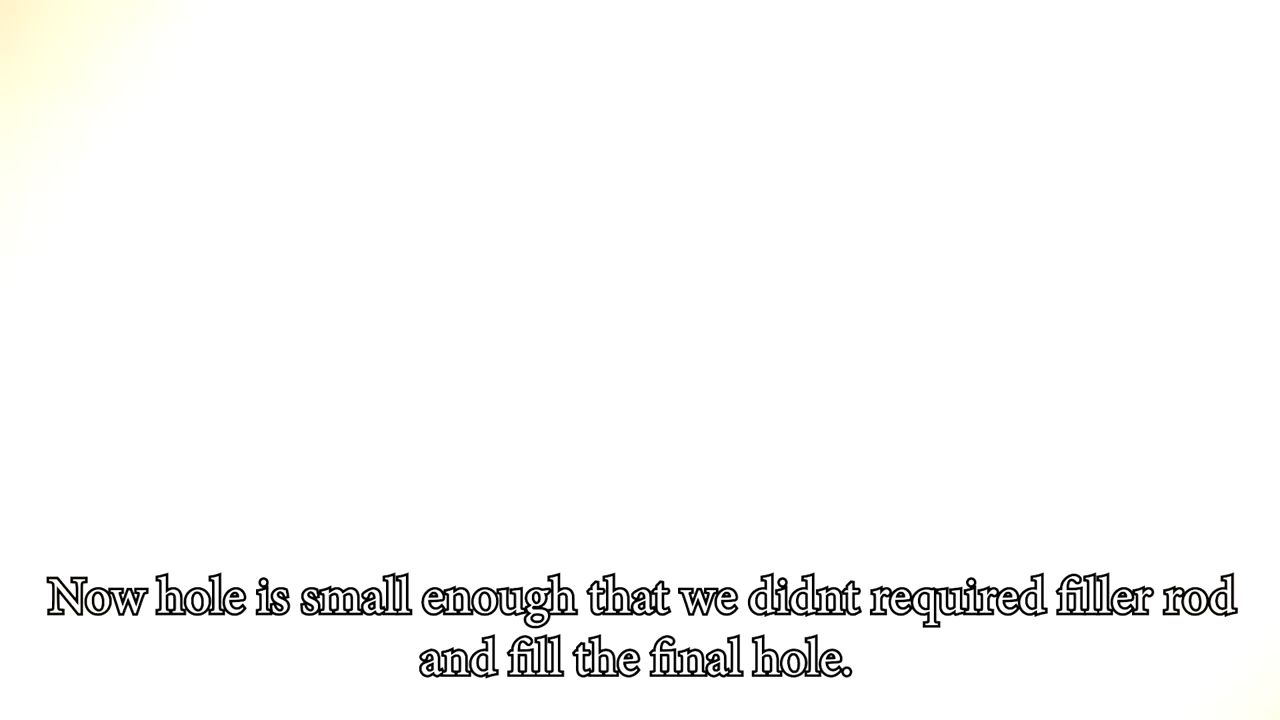 Now hole is small enough that we didnt required filler rod
and fill the final hole.